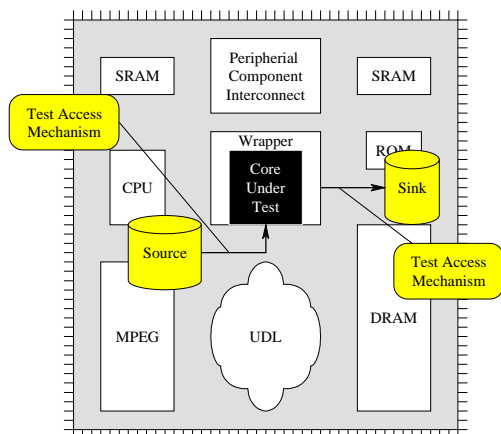 SRAM
Peripherial
Component
Interconnect
SRAM
Test Access
Mechanism
Wrapper
ROM
CPU
Core
Under
Test
Sink
Source
Test Access
Mechanism
MPEG
UDL
DRAM